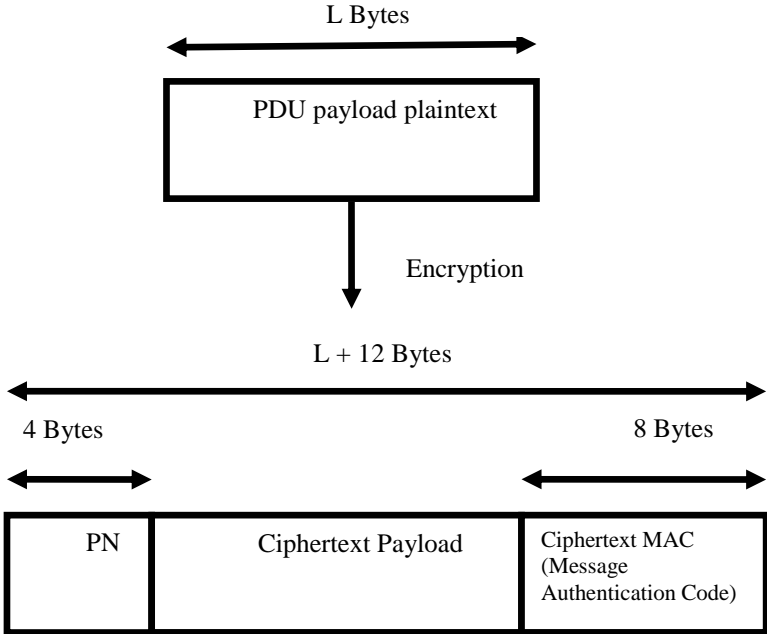 L Bytes
PDU payload plaintext
Encryption
L + 12 Bytes
4 Bytes
8 Bytes
PN
Ciphertext Payload
Ciphertext MAC
(Message
Authentication Code)